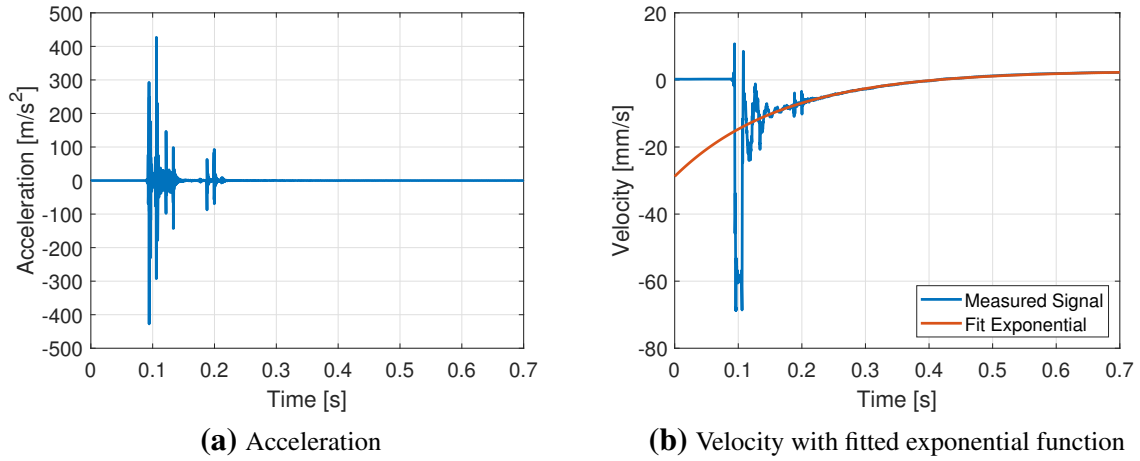 500
400
300
200
100
0
-100
-200
-300
-400
-500
Acceleration [m/s²]
0 0.1 0.2 0.3 0.4 0.5 0.6 0.7
Time [s]
(a) Acceleration
20
0
-20
-40
-60
-80
Velocity [mm/s]
Measured Signal
Fit Exponential
0 0.1 0.2 0.3 0.4 0.5 0.6 0.7
Time [s]
(b) Velocity with fitted exponential function